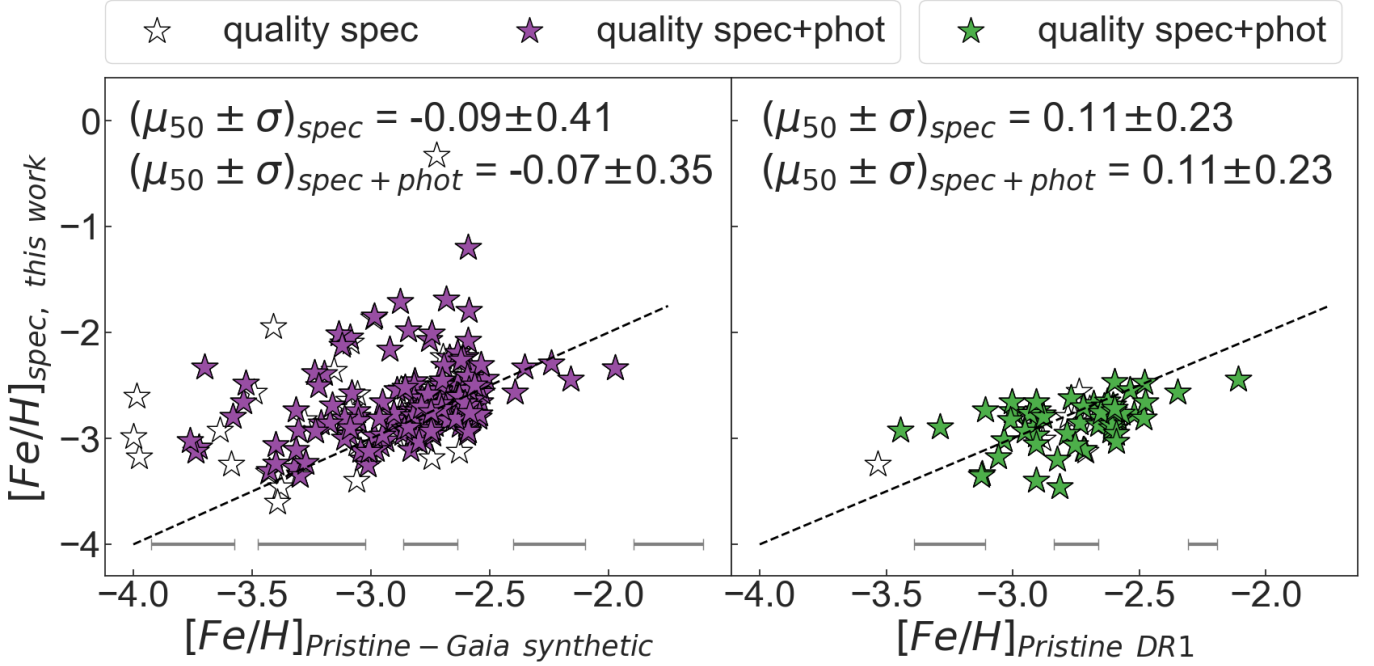 quality spec quality spec+phot quality spec+phot
(μ50 ± σ)spec = -0.09±0.41
(μ50 ± σ)spec+phot = -0.07±0.35
(μ50 ± σ)spec = 0.11±0.23
(μ50 ± σ)spec+phot = 0.11±0.23
[Fe/H]spec, this work
0
−1
−2
−3
−4
−4.0 −3.5 −3.0 −2.5 −2.0
−4.0 −3.5 −3.0 −2.5 −2.0
[Fe/H]Pristine−Gaia synthetic
[Fe/H]Pristine DR1